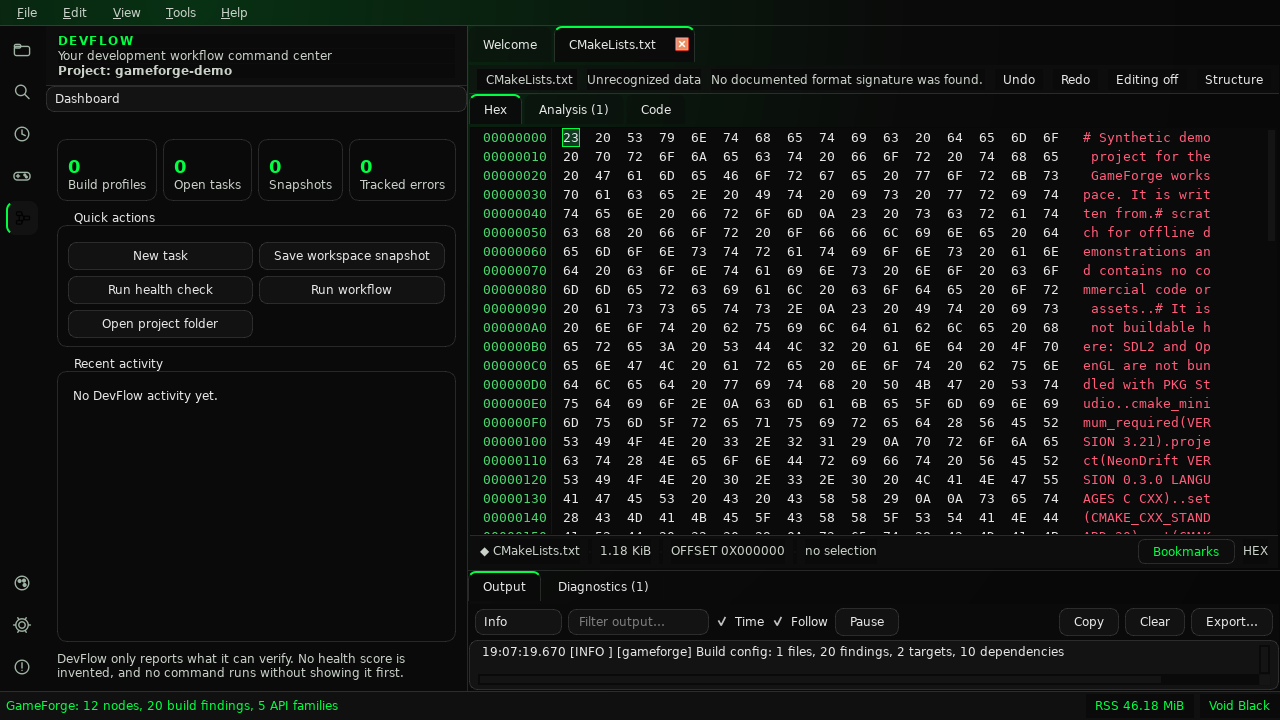 File Edit View Tools Help
DEVFLOW
Your development workflow command center
Project: gameforge-demo
Dashboard
0 Build profiles
0 Open tasks
0 Snapshots
0 Tracked errors
Quick actions
New task
Save workspace snapshot
Run health check
Run workflow
Open project folder
Recent activity
No DevFlow activity yet.
DevFlow only reports what it can verify. No health score is
invented, and no command runs without showing it first.
Welcome CMakeLists.txt
CMakeLists.txt Unrecognized data No documented format signature was found. Undo Redo Editing off Structure
Hex Analysis (1) Code
00000000 23 20 53 79 6E 74 68 65 74 69 63 20 64 65 6D 6F # Synthetic demo
00000010 20 70 72 6F 6A 65 63 74 20 66 6F 72 20 74 68 65 project for the
00000020 20 47 61 6D 65 46 6F 72 67 65 20 77 6F 72 6B 73 GameForge works
00000030 70 61 63 65 2E 20 49 74 20 69 73 20 77 72 69 74 pace. It is writ
00000040 74 65 6E 20 66 72 6F 6D 0A 23 20 73 63 72 61 74 ten from.# scrat
00000050 63 68 20 66 6F 72 20 6F 66 66 6C 69 6E 65 20 64 ch for offline d
00000060 65 6D 6F 6E 73 74 72 61 74 69 6F 6E 73 20 61 6E emonstrations an
00000070 64 20 63 6F 6E 74 61 69 6E 73 20 6E 6F 20 63 6F d contains no co
00000080 6D 6D 65 72 63 69 61 6C 20 63 6F 64 65 20 6F 72 mmercial code or
00000090 20 61 73 73 65 74 73 2E 0A 23 20 49 74 20 69 73 assets..# It is
000000A0 20 6E 6F 74 20 62 75 69 6C 64 61 62 6C 65 20 68 not buildable h
000000B0 65 72 65 3A 20 53 44 4C 32 20 61 6E 64 20 4F 70 ere: SDL2 and Op
000000C0 65 6E 47 4C 20 61 72 65 20 6E 6F 74 20 62 75 6E enGL are not bun
000000D0 64 6C 65 64 20 77 69 74 68 20 50 4B 47 20 53 74 dled with PKG St
000000E0 75 64 69 6F 2E 0A 63 6D 61 6B 65 5F 6D 69 6E 69 udio..cmake_mini
000000F0 6D 75 6D 5F 72 65 71 75 69 72 65 64 28 56 45 52 mum_required(VER
00000100 53 49 4F 4E 20 33 2E 32 31 29 0A 70 72 6F 6A 65 SION 3.21).proje
00000110 63 74 28 4E 65 6F 6E 44 72 69 66 74 20 56 45 52 ct(NeonDrift VER
00000120 53 49 4F 4E 20 30 2E 33 2E 30 20 4C 41 4E 47 55 SION 0.3.0 LANGU
00000130 41 47 45 53 20 43 20 43 58 58 29 0A 0A 73 65 74 AGES C CXX)..set
00000140 28 43 4D 41 4B 45 5F 43 58 58 5F 53 54 41 4E 44 (CMAKE_CXX_STAND
◆ CMakeLists.txt 1.18 KiB OFFSET 0X000000 no selection Bookmarks HEX
Output Diagnostics (1)
Info Filter output... ✓ Time ✓ Follow Pause Copy Clear Export...
19:07:19.670 [INFO ] [gameforge] Build config: 1 files, 20 findings, 2 targets, 10 dependencies
GameForge: 12 nodes, 20 build findings, 5 API families RSS 46.18 MiB Void Black